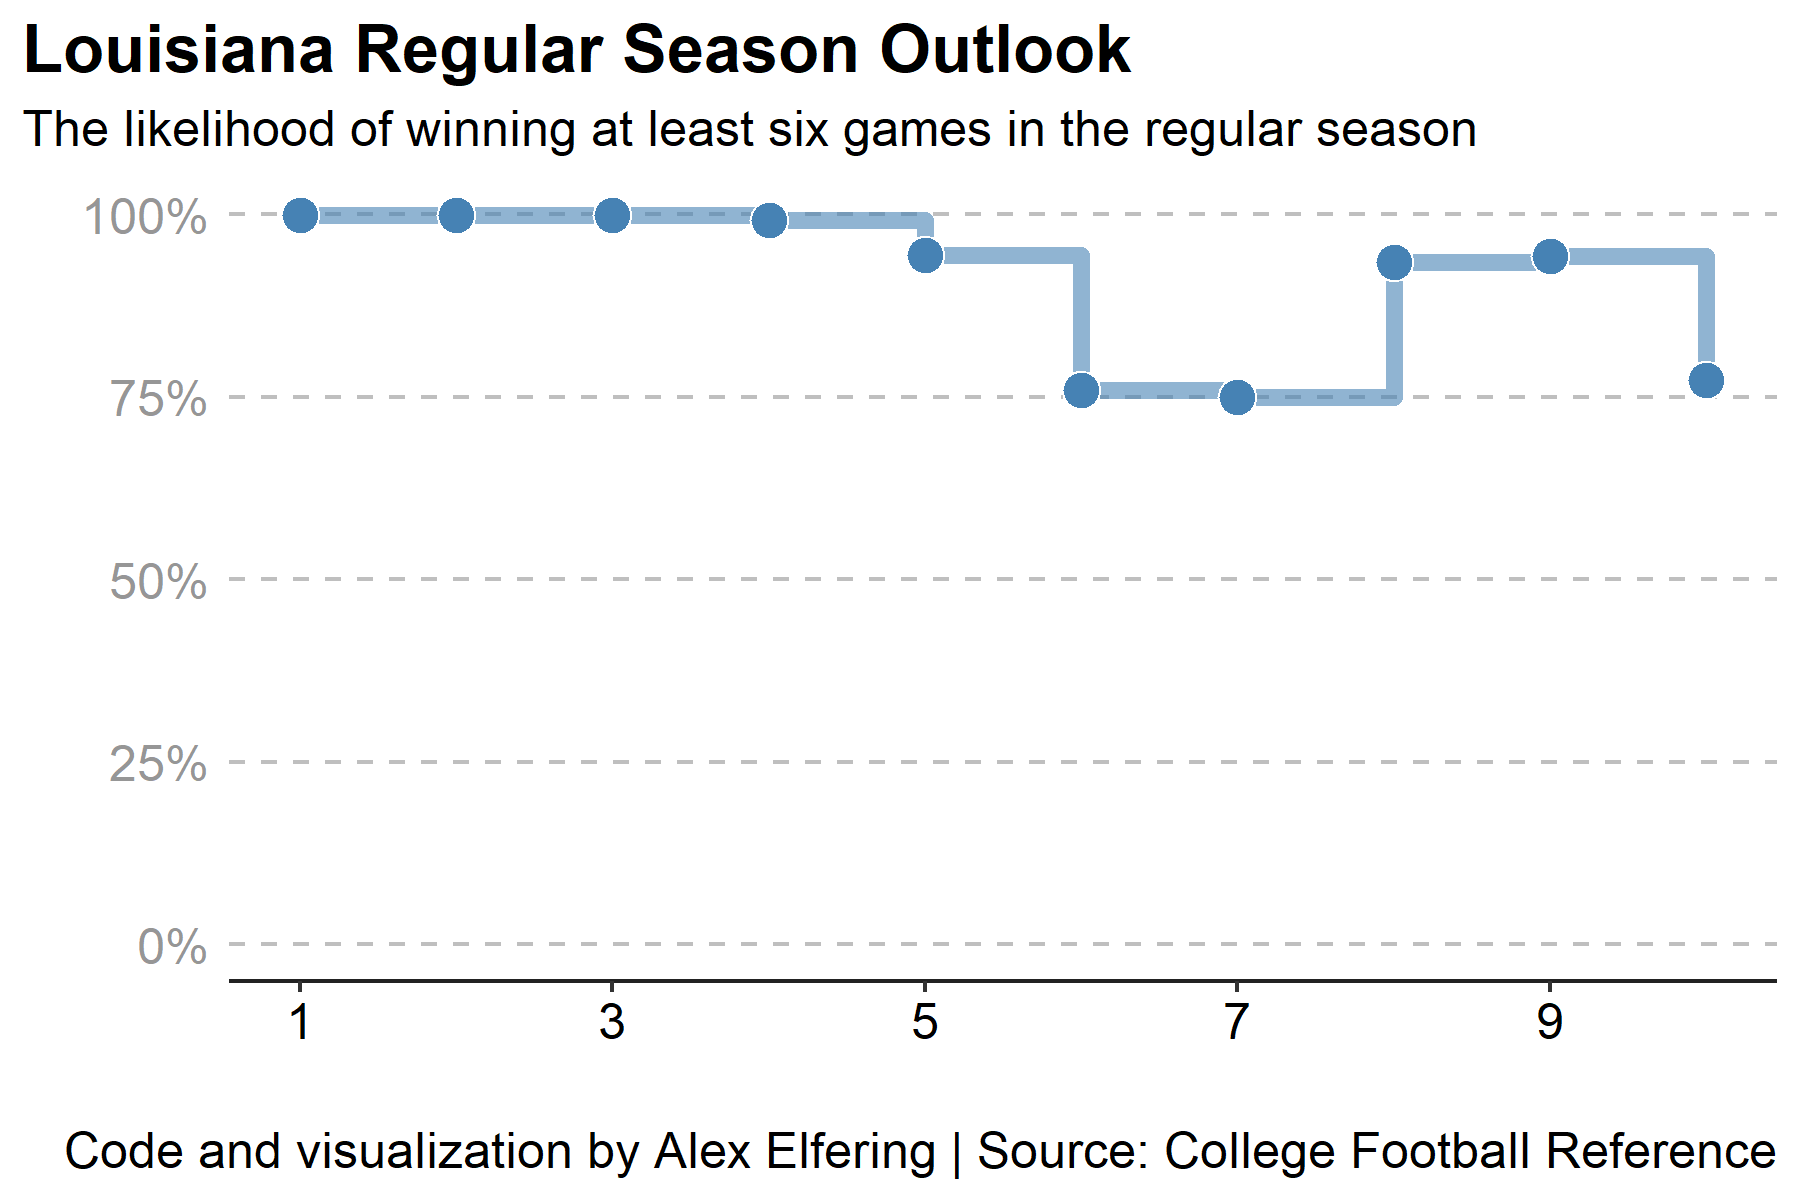 Louisiana Regular Season Outlook
The likelihood of winning at least six games in the regular season
100%
75%
50%
25%
0%
1 3 5 7 9
Code and visualization by Alex Elfering | Source: College Football Reference